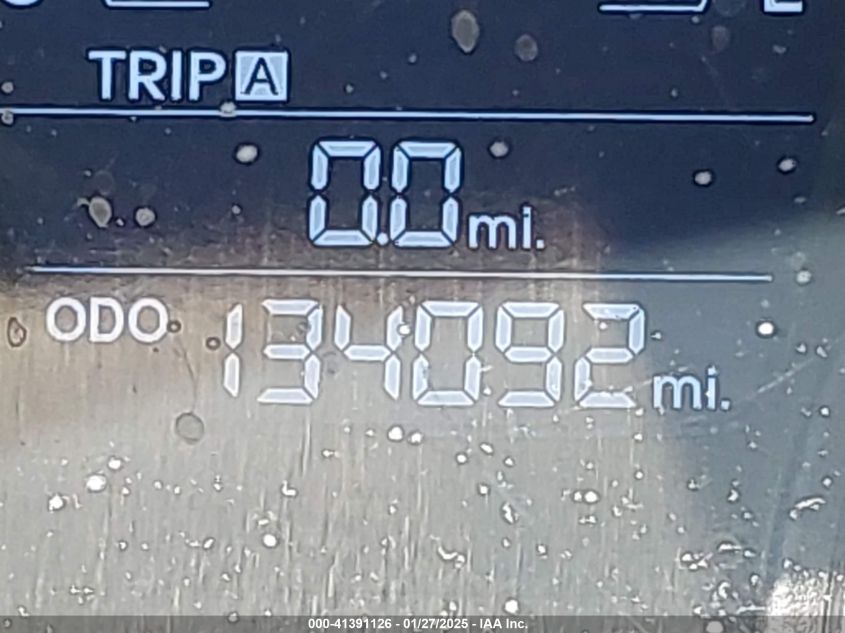 TRIP A
0.0 mi.
ODO 134092 mi.
000-41391126 - 01/27/2025 - IAA Inc.